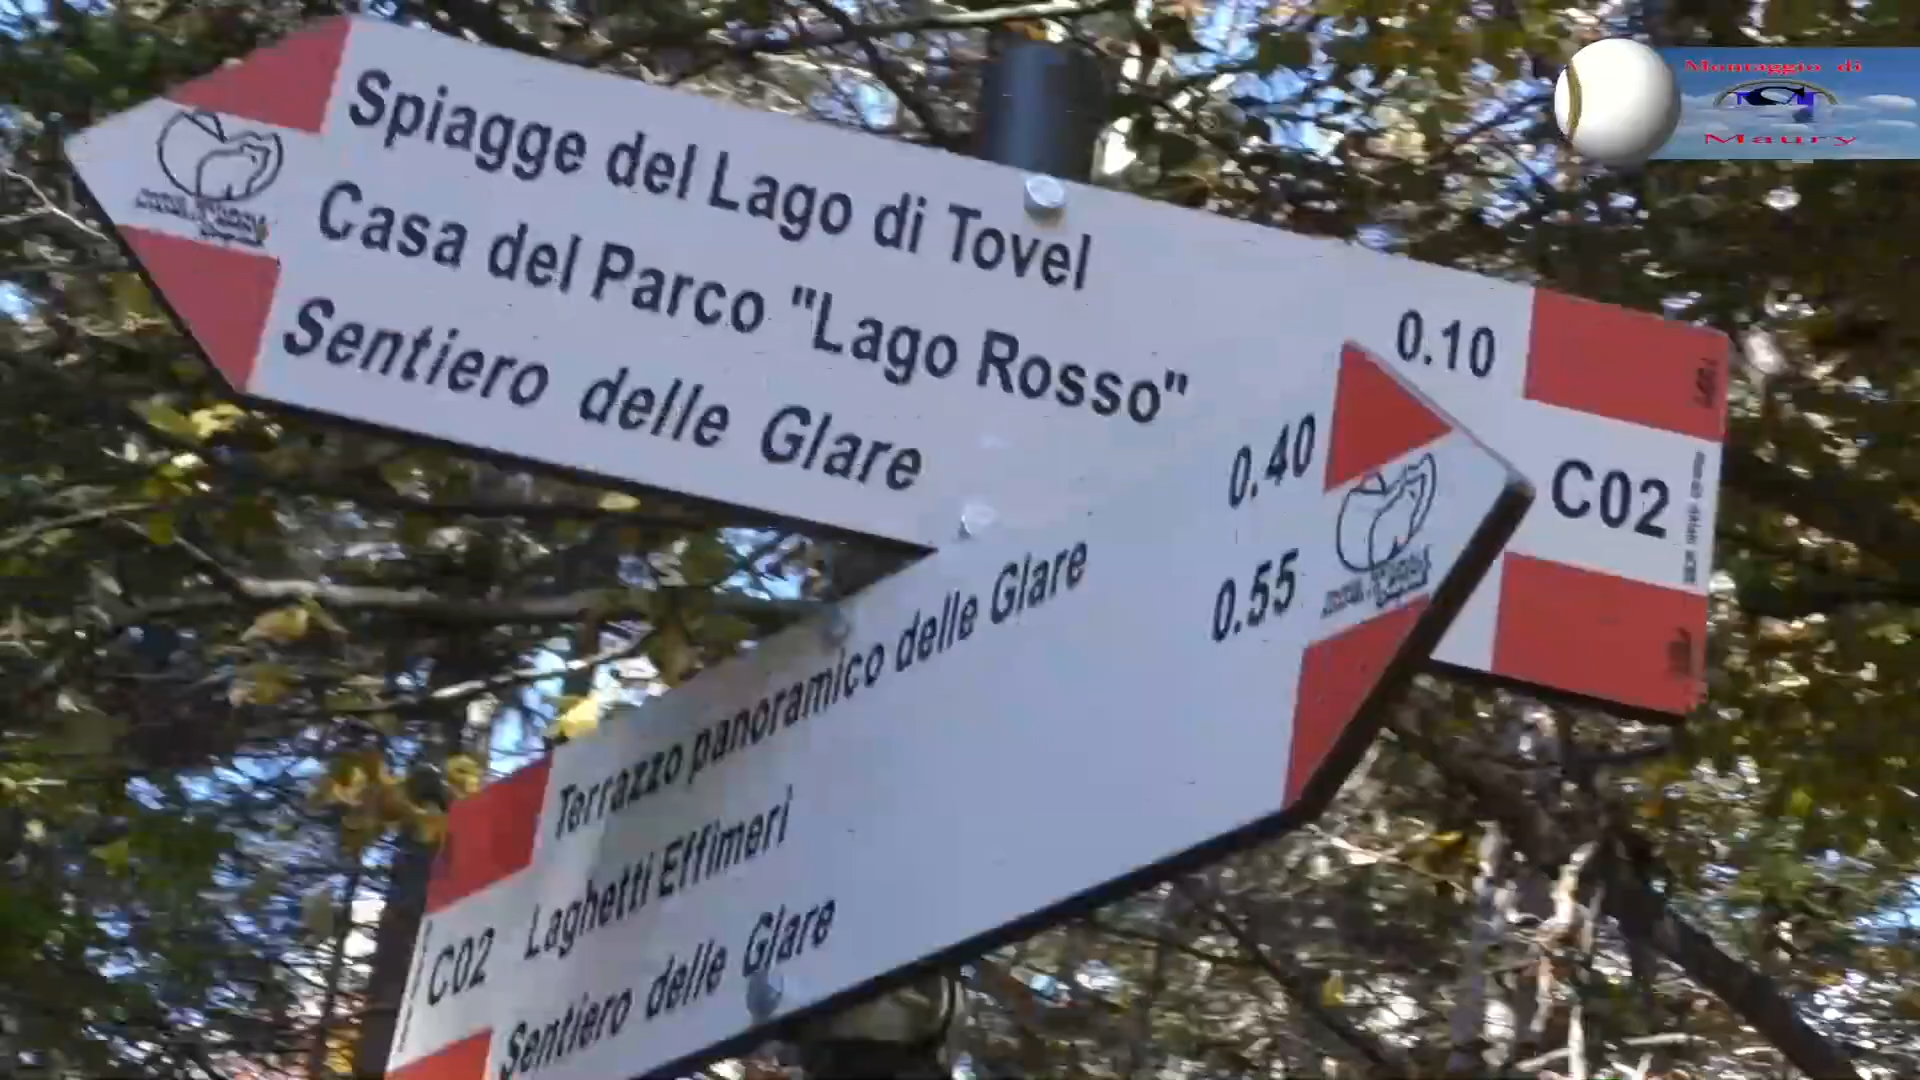 Spiagge del Lago di Tovel
Casa del Parco "Lago Rosso" 0.10
Sentiero delle Glare
C02
Terrazzo panoramico delle Glare 0.40
Laghetti Effimeri 0.55
C02
Sentiero delle Glare
Montaggio di
Maury